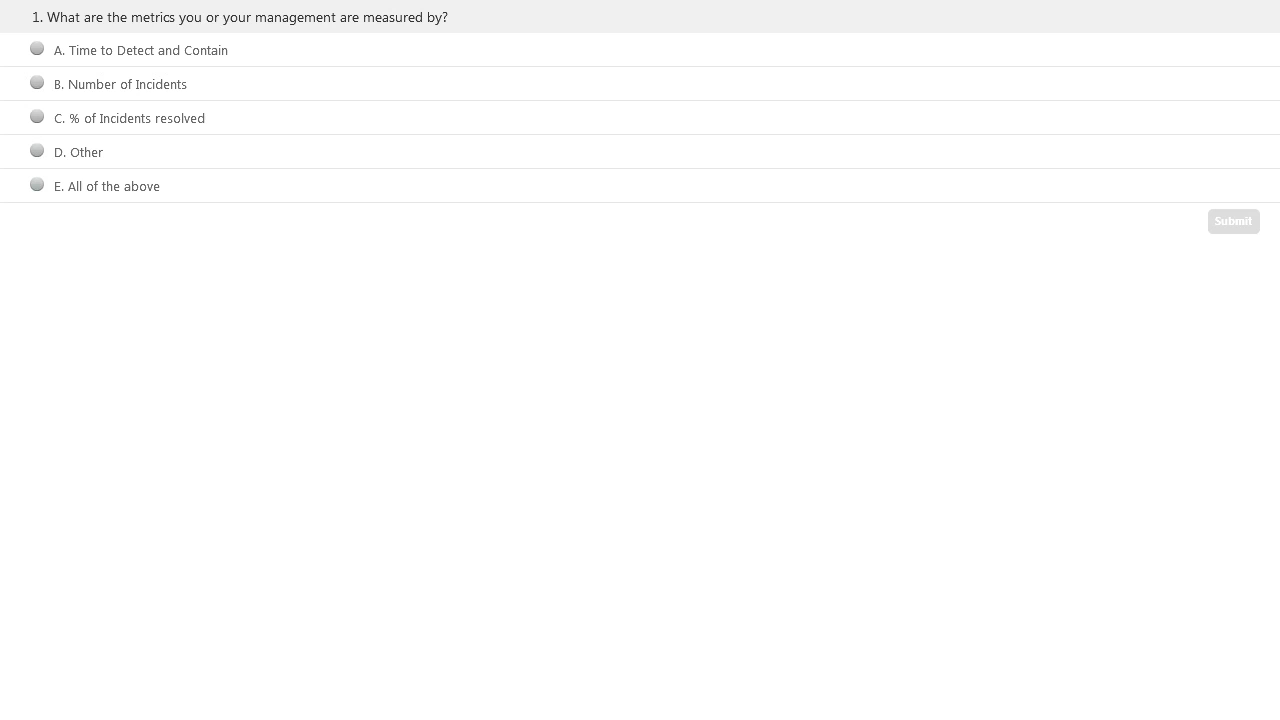 1. What are the metrics you or your management are measured by?
A. Time to Detect and Contain
B. Number of Incidents
C. % of Incidents resolved
D. Other
E. All of the above
Submit